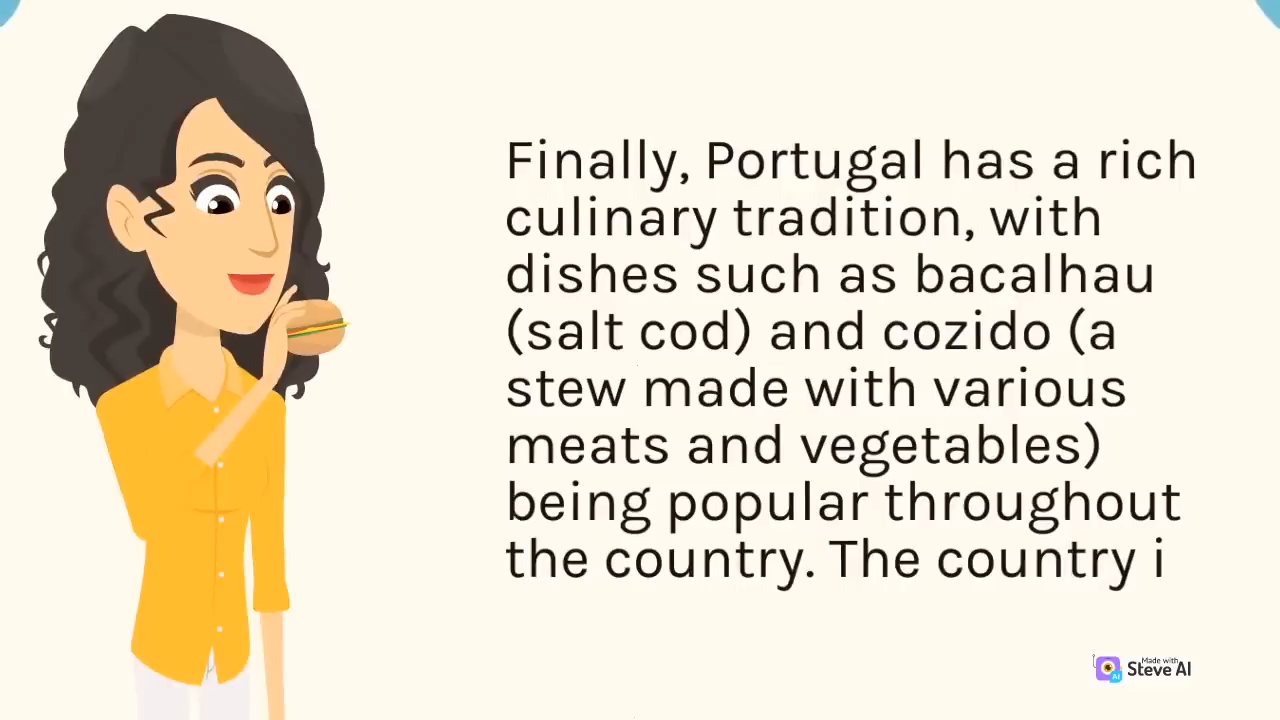 Finally, Portugal has a rich
culinary tradition, with
dishes such as bacalhau
(salt cod) and cozido (a
stew made with various
meats and vegetables)
being popular throughout
the country. The country i
Made with
Steve AI
AI